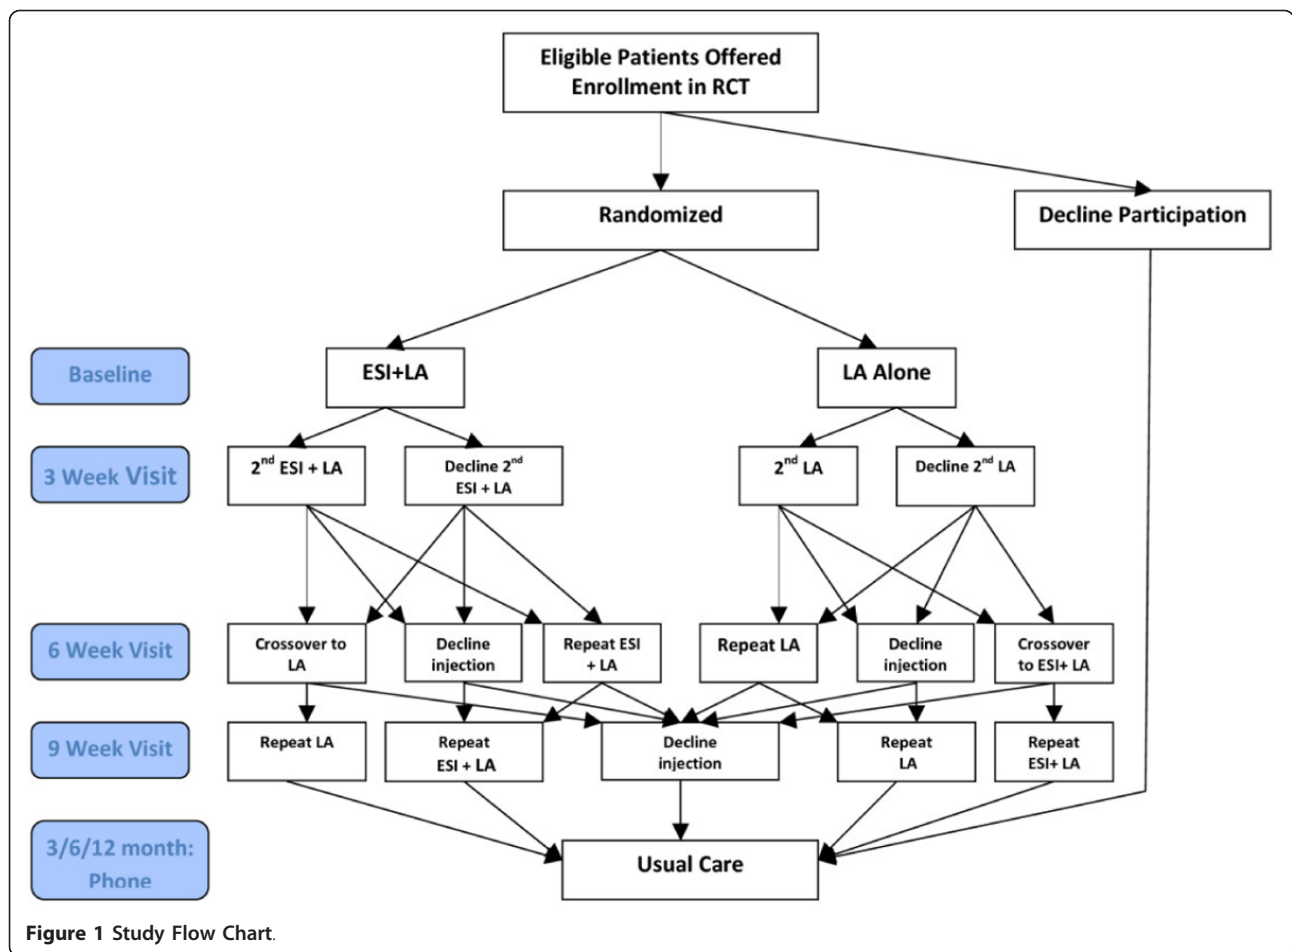 Eligible Patients Offered
Enrollment in RCT
Randomized
Decline Participation
Baseline
ESI+LA
LA Alone
3 Week Visit
2nd ESI + LA
Decline 2nd
ESI + LA
2nd LA
Decline 2nd LA
6 Week Visit
Crossover to
LA
Decline
injection
Repeat ESI
+ LA
Repeat LA
Decline
injection
Crossover
to ESI+ LA
9 Week Visit
Repeat LA
Repeat
ESI + LA
Decline
injection
Repeat
LA
Repeat
ESI+ LA
3/6/12 month:
Phone
Usual Care
Figure 1 Study Flow Chart.